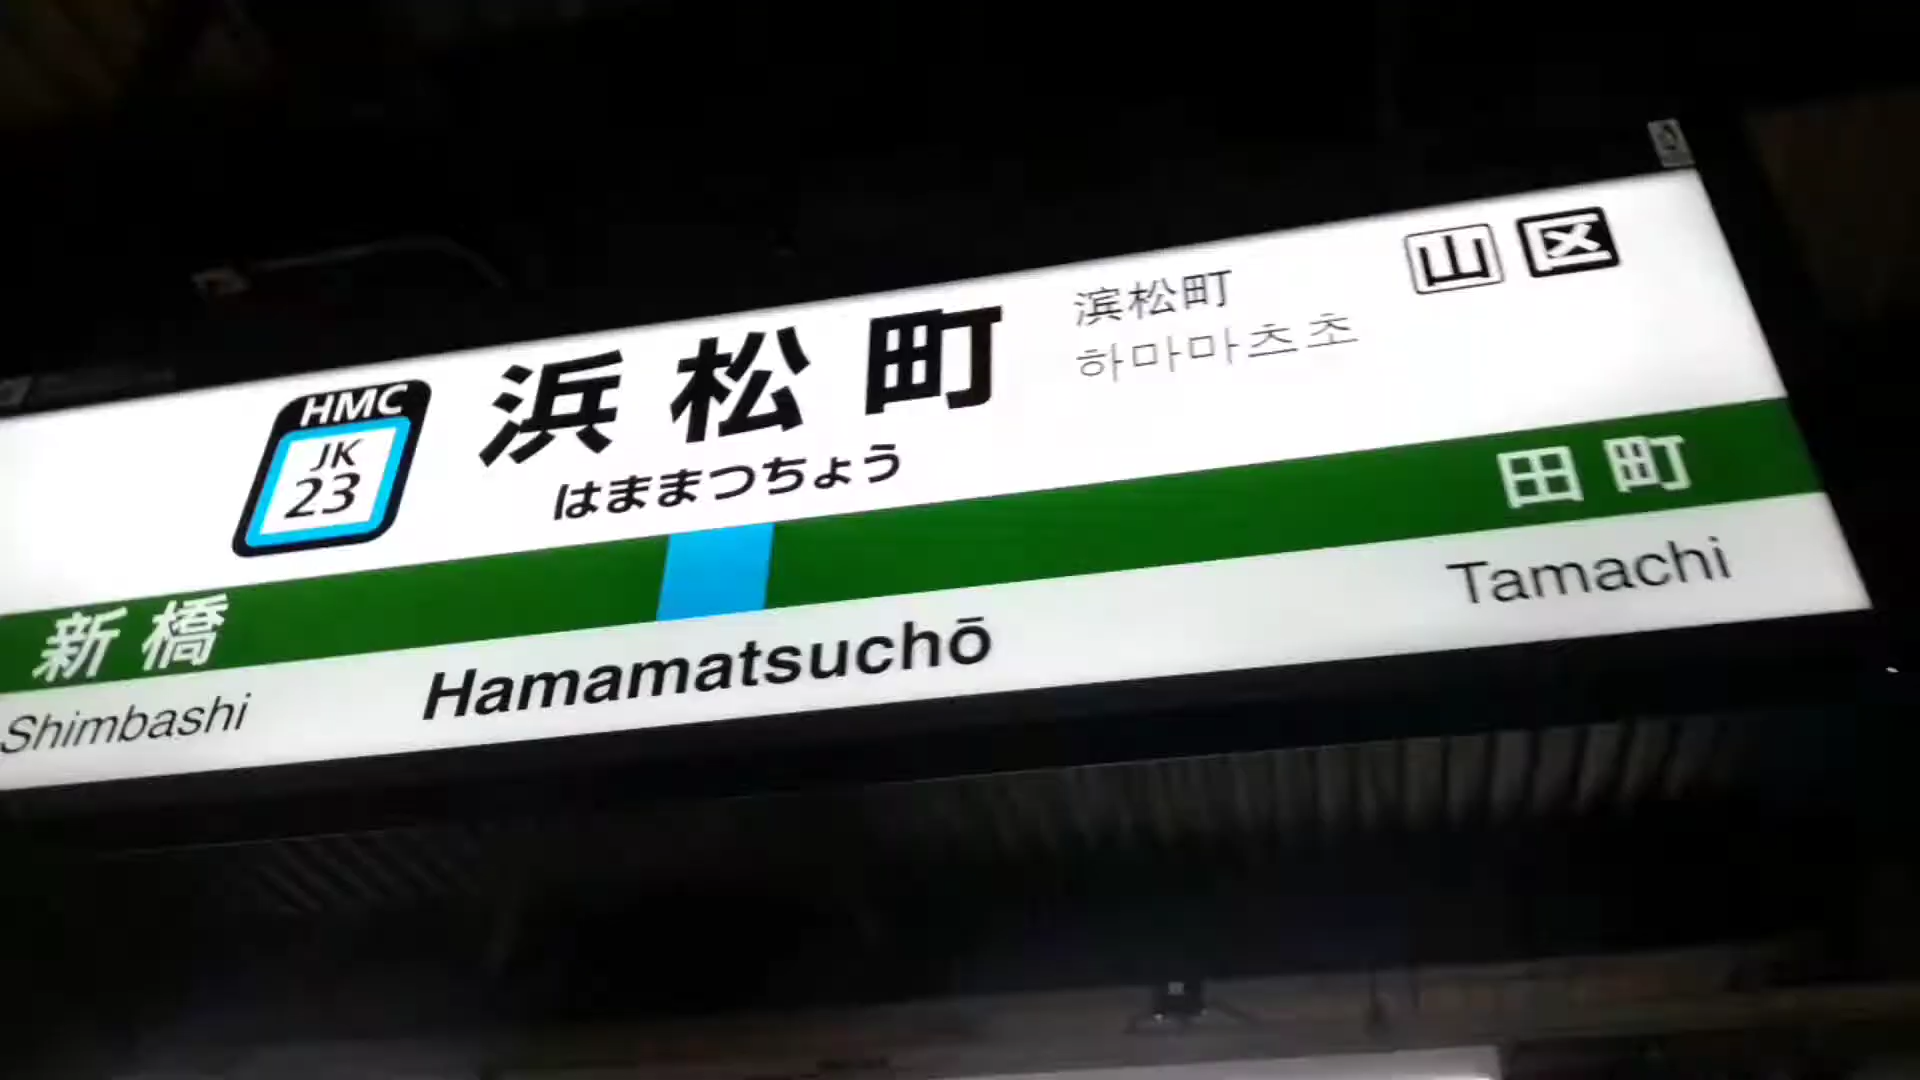 HMC
JK
23
浜松町
はままつちょう
滨松町
하마마츠초
山 区
新橋
田町
Shimbashi
Hamamatsuchō
Tamachi